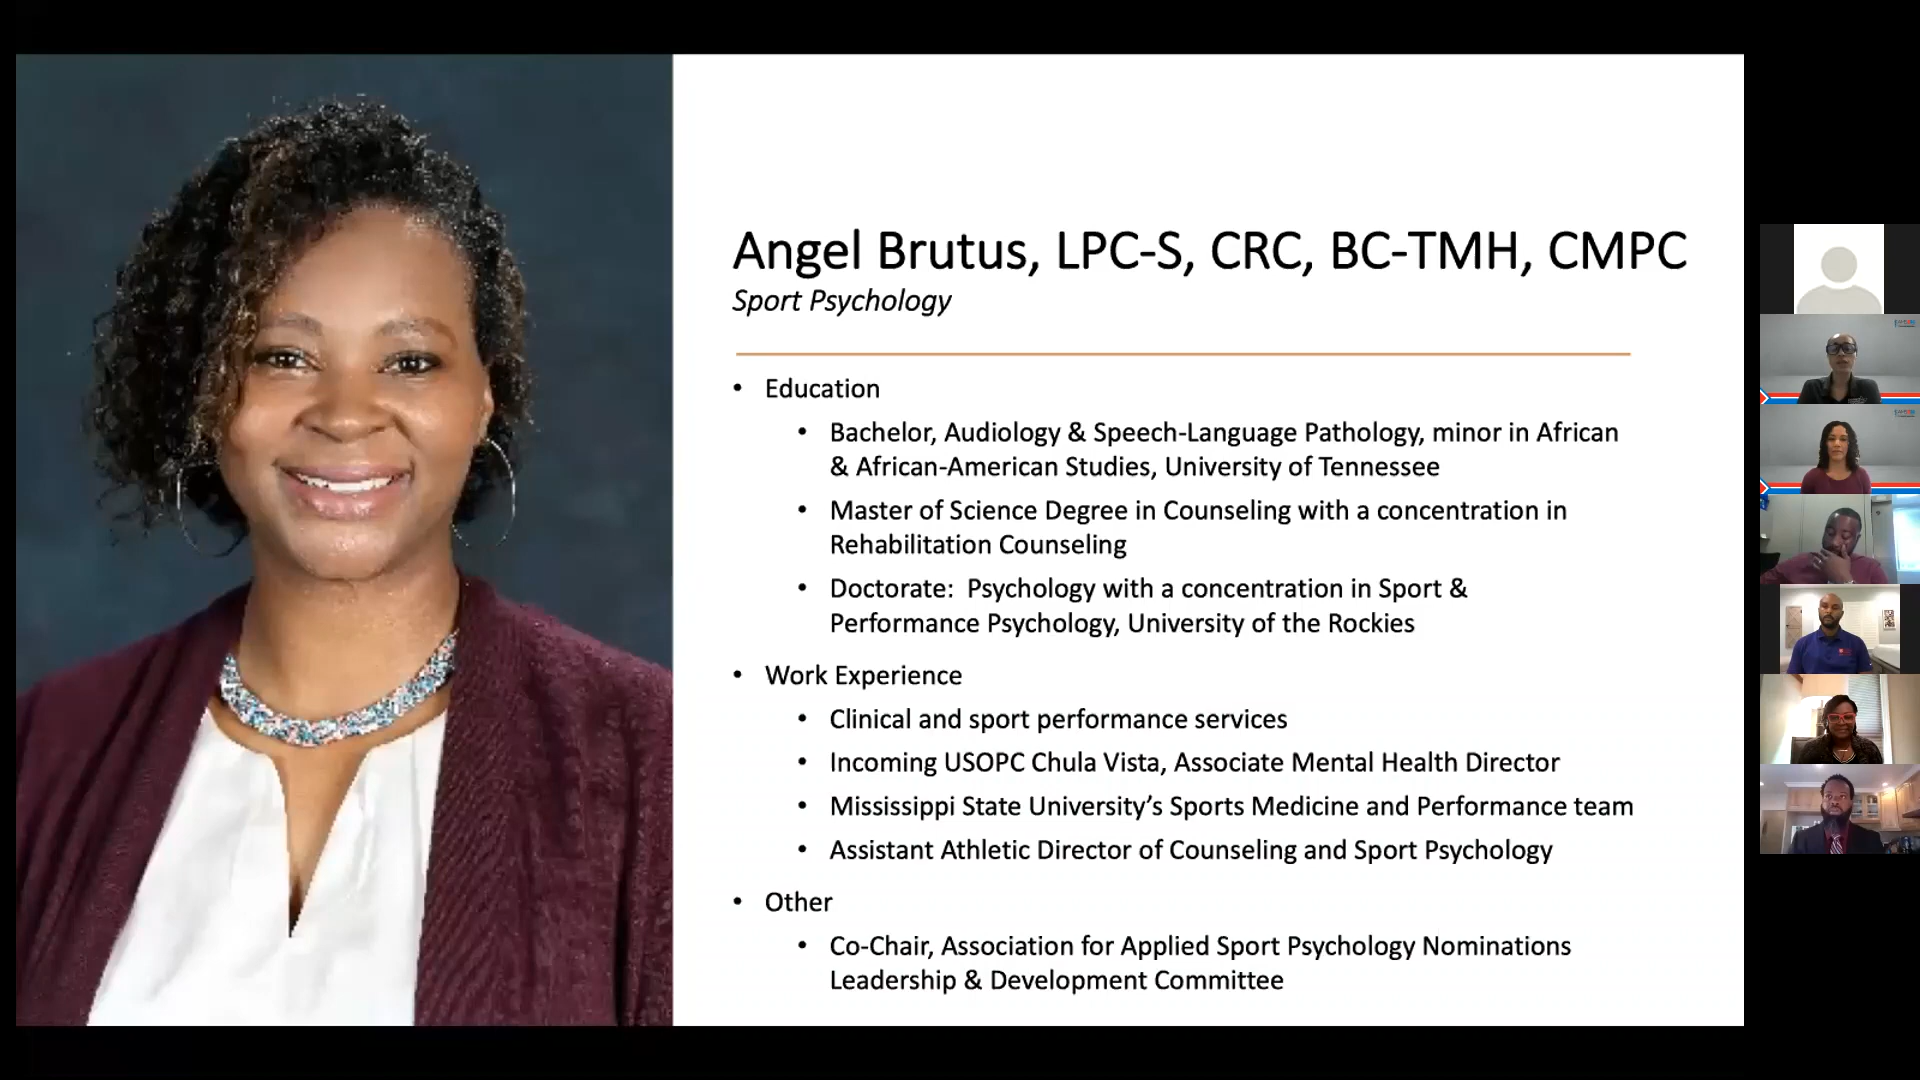 Angel Brutus, LPC-S, CRC, BC-TMH, CMPC
Sport Psychology
• Education
• Bachelor, Audiology & Speech-Language Pathology, minor in African
& African-American Studies, University of Tennessee
• Master of Science Degree in Counseling with a concentration in
Rehabilitation Counseling
• Doctorate:  Psychology with a concentration in Sport &
Performance Psychology, University of the Rockies
• Work Experience
• Clinical and sport performance services
• Incoming USOPC Chula Vista, Associate Mental Health Director
• Mississippi State University’s Sports Medicine and Performance team
• Assistant Athletic Director of Counseling and Sport Psychology
• Other
• Co-Chair, Association for Applied Sport Psychology Nominations
Leadership & Development Committee